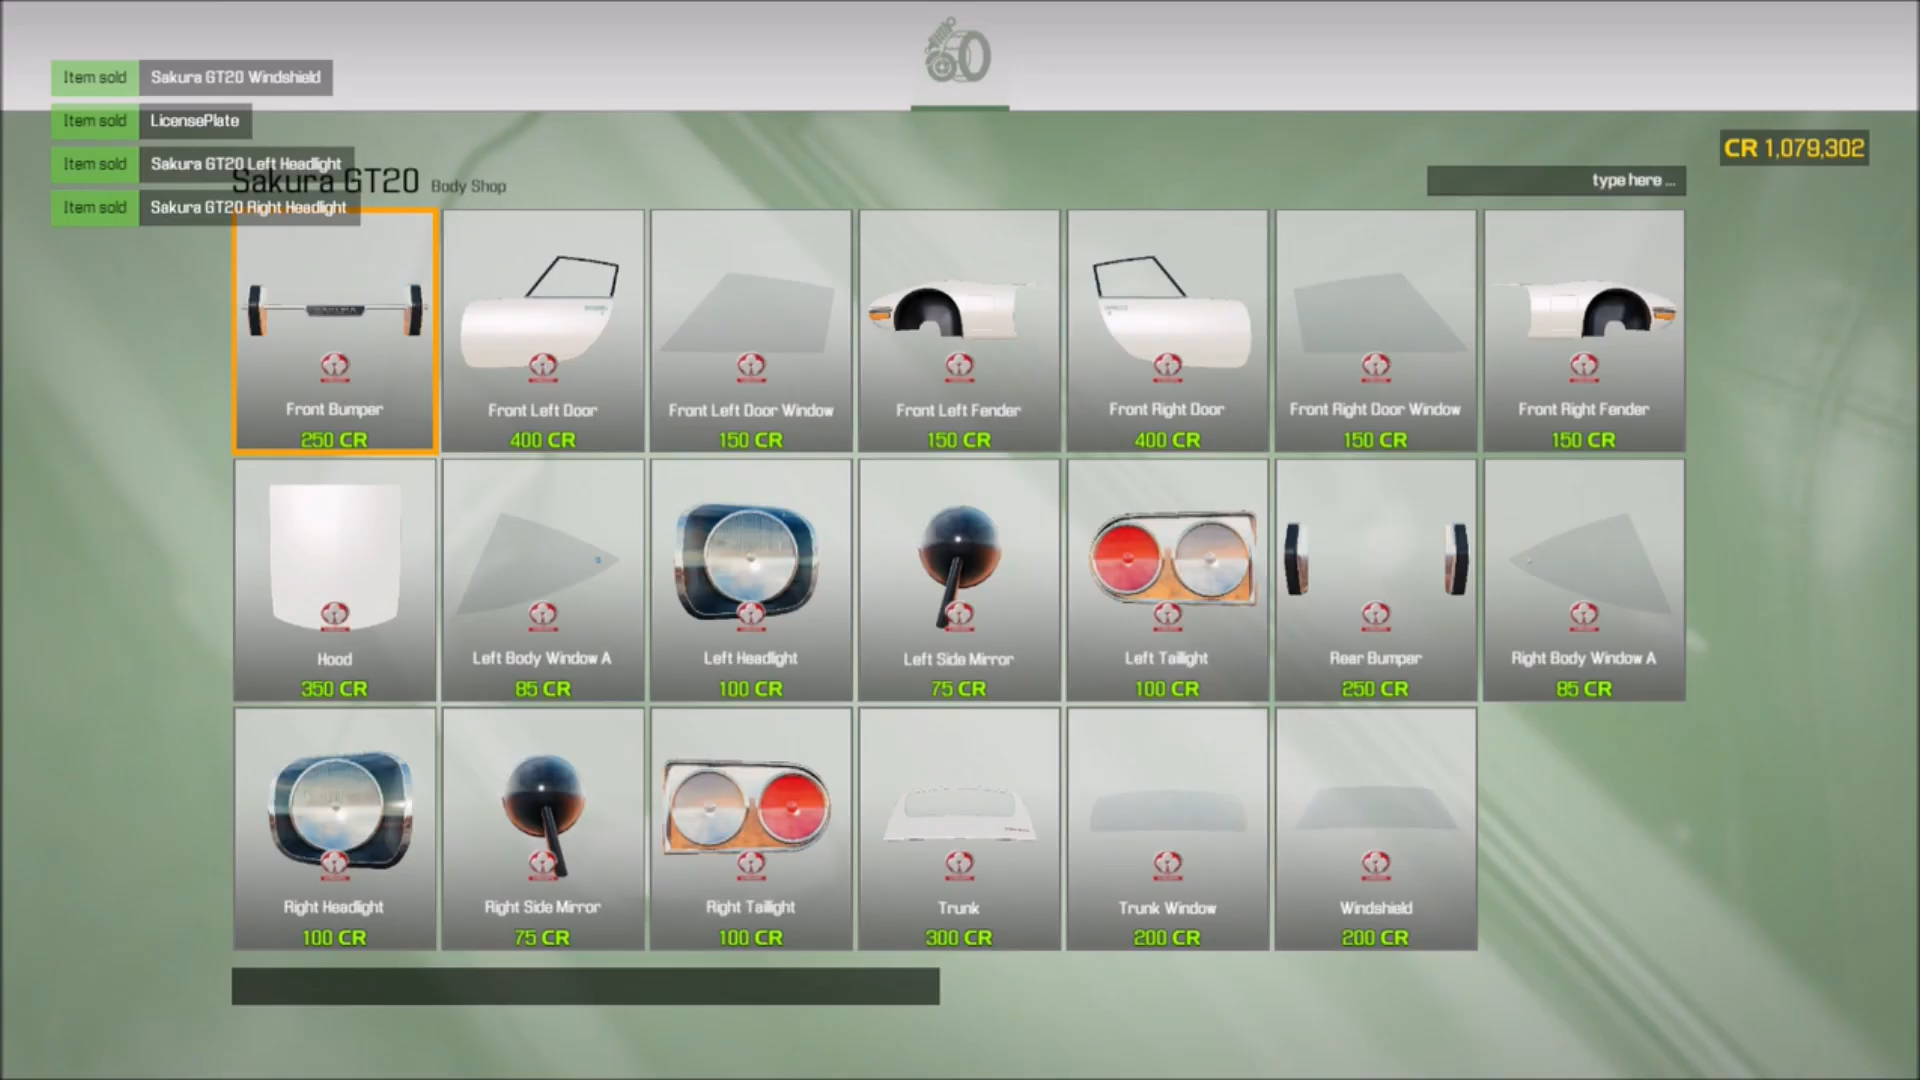 Item sold Sakura GT20 Windshield
Item sold LicensePlate
Item sold Sakura GT20 Left Headlight
Item sold Sakura GT20 Right Headlight
CR 1,079,302
Sakura GT20 Body Shop
type here ...
Front Bumper
250 CR
Front Left Door
400 CR
Front Left Door Window
150 CR
Front Left Fender
150 CR
Front Right Door
400 CR
Front Right Door Window
150 CR
Front Right Fender
150 CR
Hood
350 CR
Left Body Window A
85 CR
Left Headlight
100 CR
Left Side Mirror
75 CR
Left Taillight
100 CR
Rear Bumper
250 CR
Right Body Window A
85 CR
Right Headlight
100 CR
Right Side Mirror
75 CR
Right Taillight
100 CR
Trunk
300 CR
Trunk Window
200 CR
Windshield
200 CR